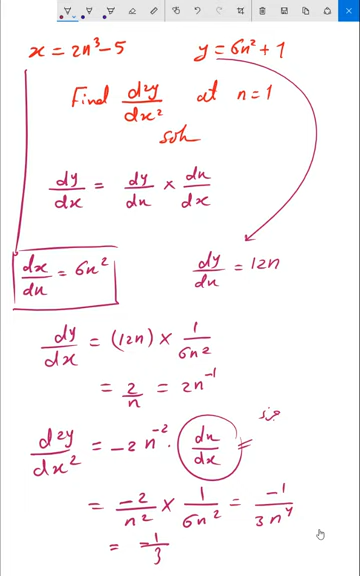 x = 2n³ - 5   y = 6n² + 1
Find d2y/dx² at n = 1
soln
dy/dx = dy/dn × dn/dx
dx/dn = 6n²   dy/dn = 12n
dy/dx = (12n) × 1/6n²
= 2/n = 2n⁻¹
d2y/dx² = -2n⁻² · dn/dx =
= -2/n² × 1/6n² = -1/3n⁴
= -1/3